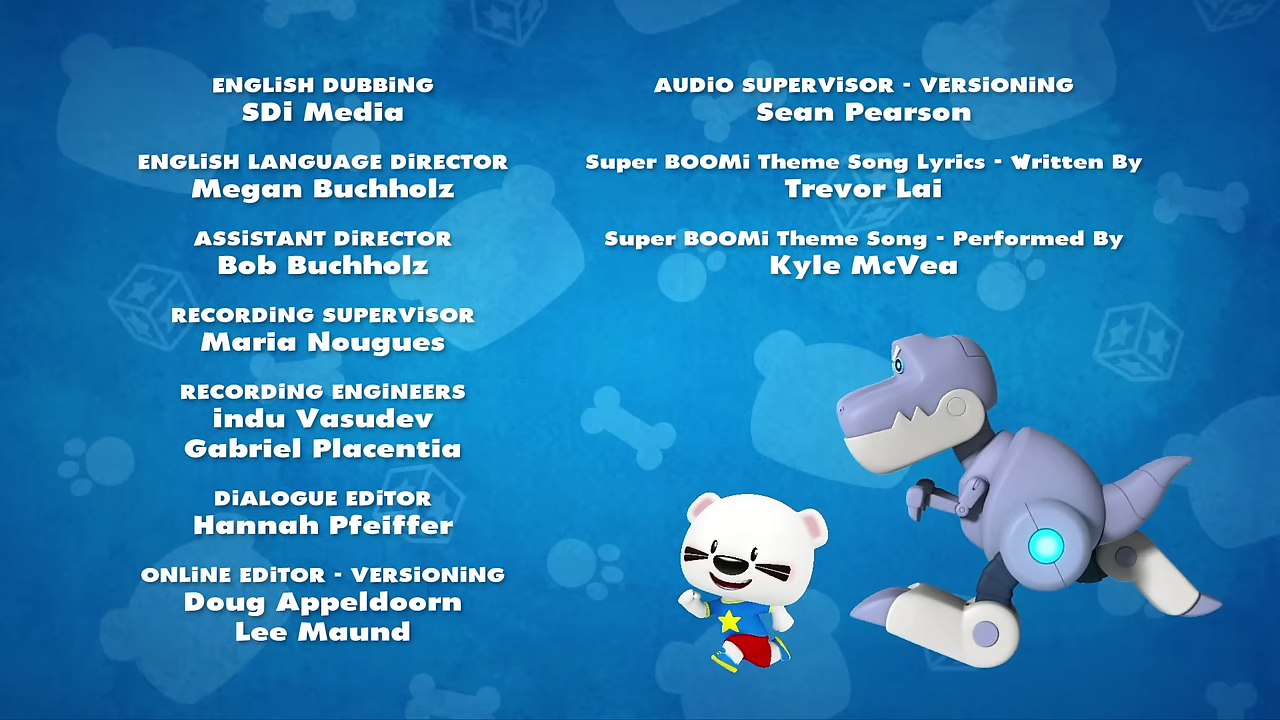 ENGLiSH DUBBiNG
SDi Media
ENGLiSH LANGUAGE DiRECTOR
Megan Buchholz
ASSiSTANT DiRECTOR
Bob Buchholz
RECORDiNG SUPERViSOR
Maria Nougues
RECORDiNG ENGiNEERS
indu Vasudev
Gabriel Placentia
DiALOGUE EDiTOR
Hannah Pfeiffer
ONLiNE EDiTOR - VERSiONiNG
Doug Appeldoorn
Lee Maund
AUDiO SUPERViSOR - VERSiONiNG
Sean Pearson
Super BOOMi Theme Song Lyrics - Written By
Trevor Lai
Super BOOMi Theme Song - Performed By
Kyle McVea